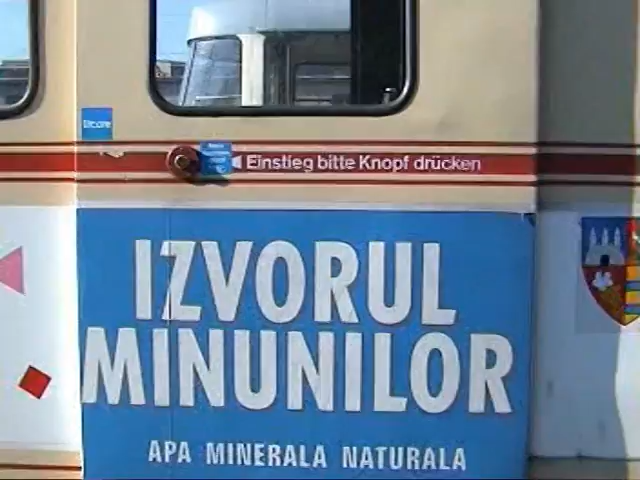 Einstieg bitte Knopf drücken
IZVORUL
MINUNILOR
APA MINERALA NATURALA